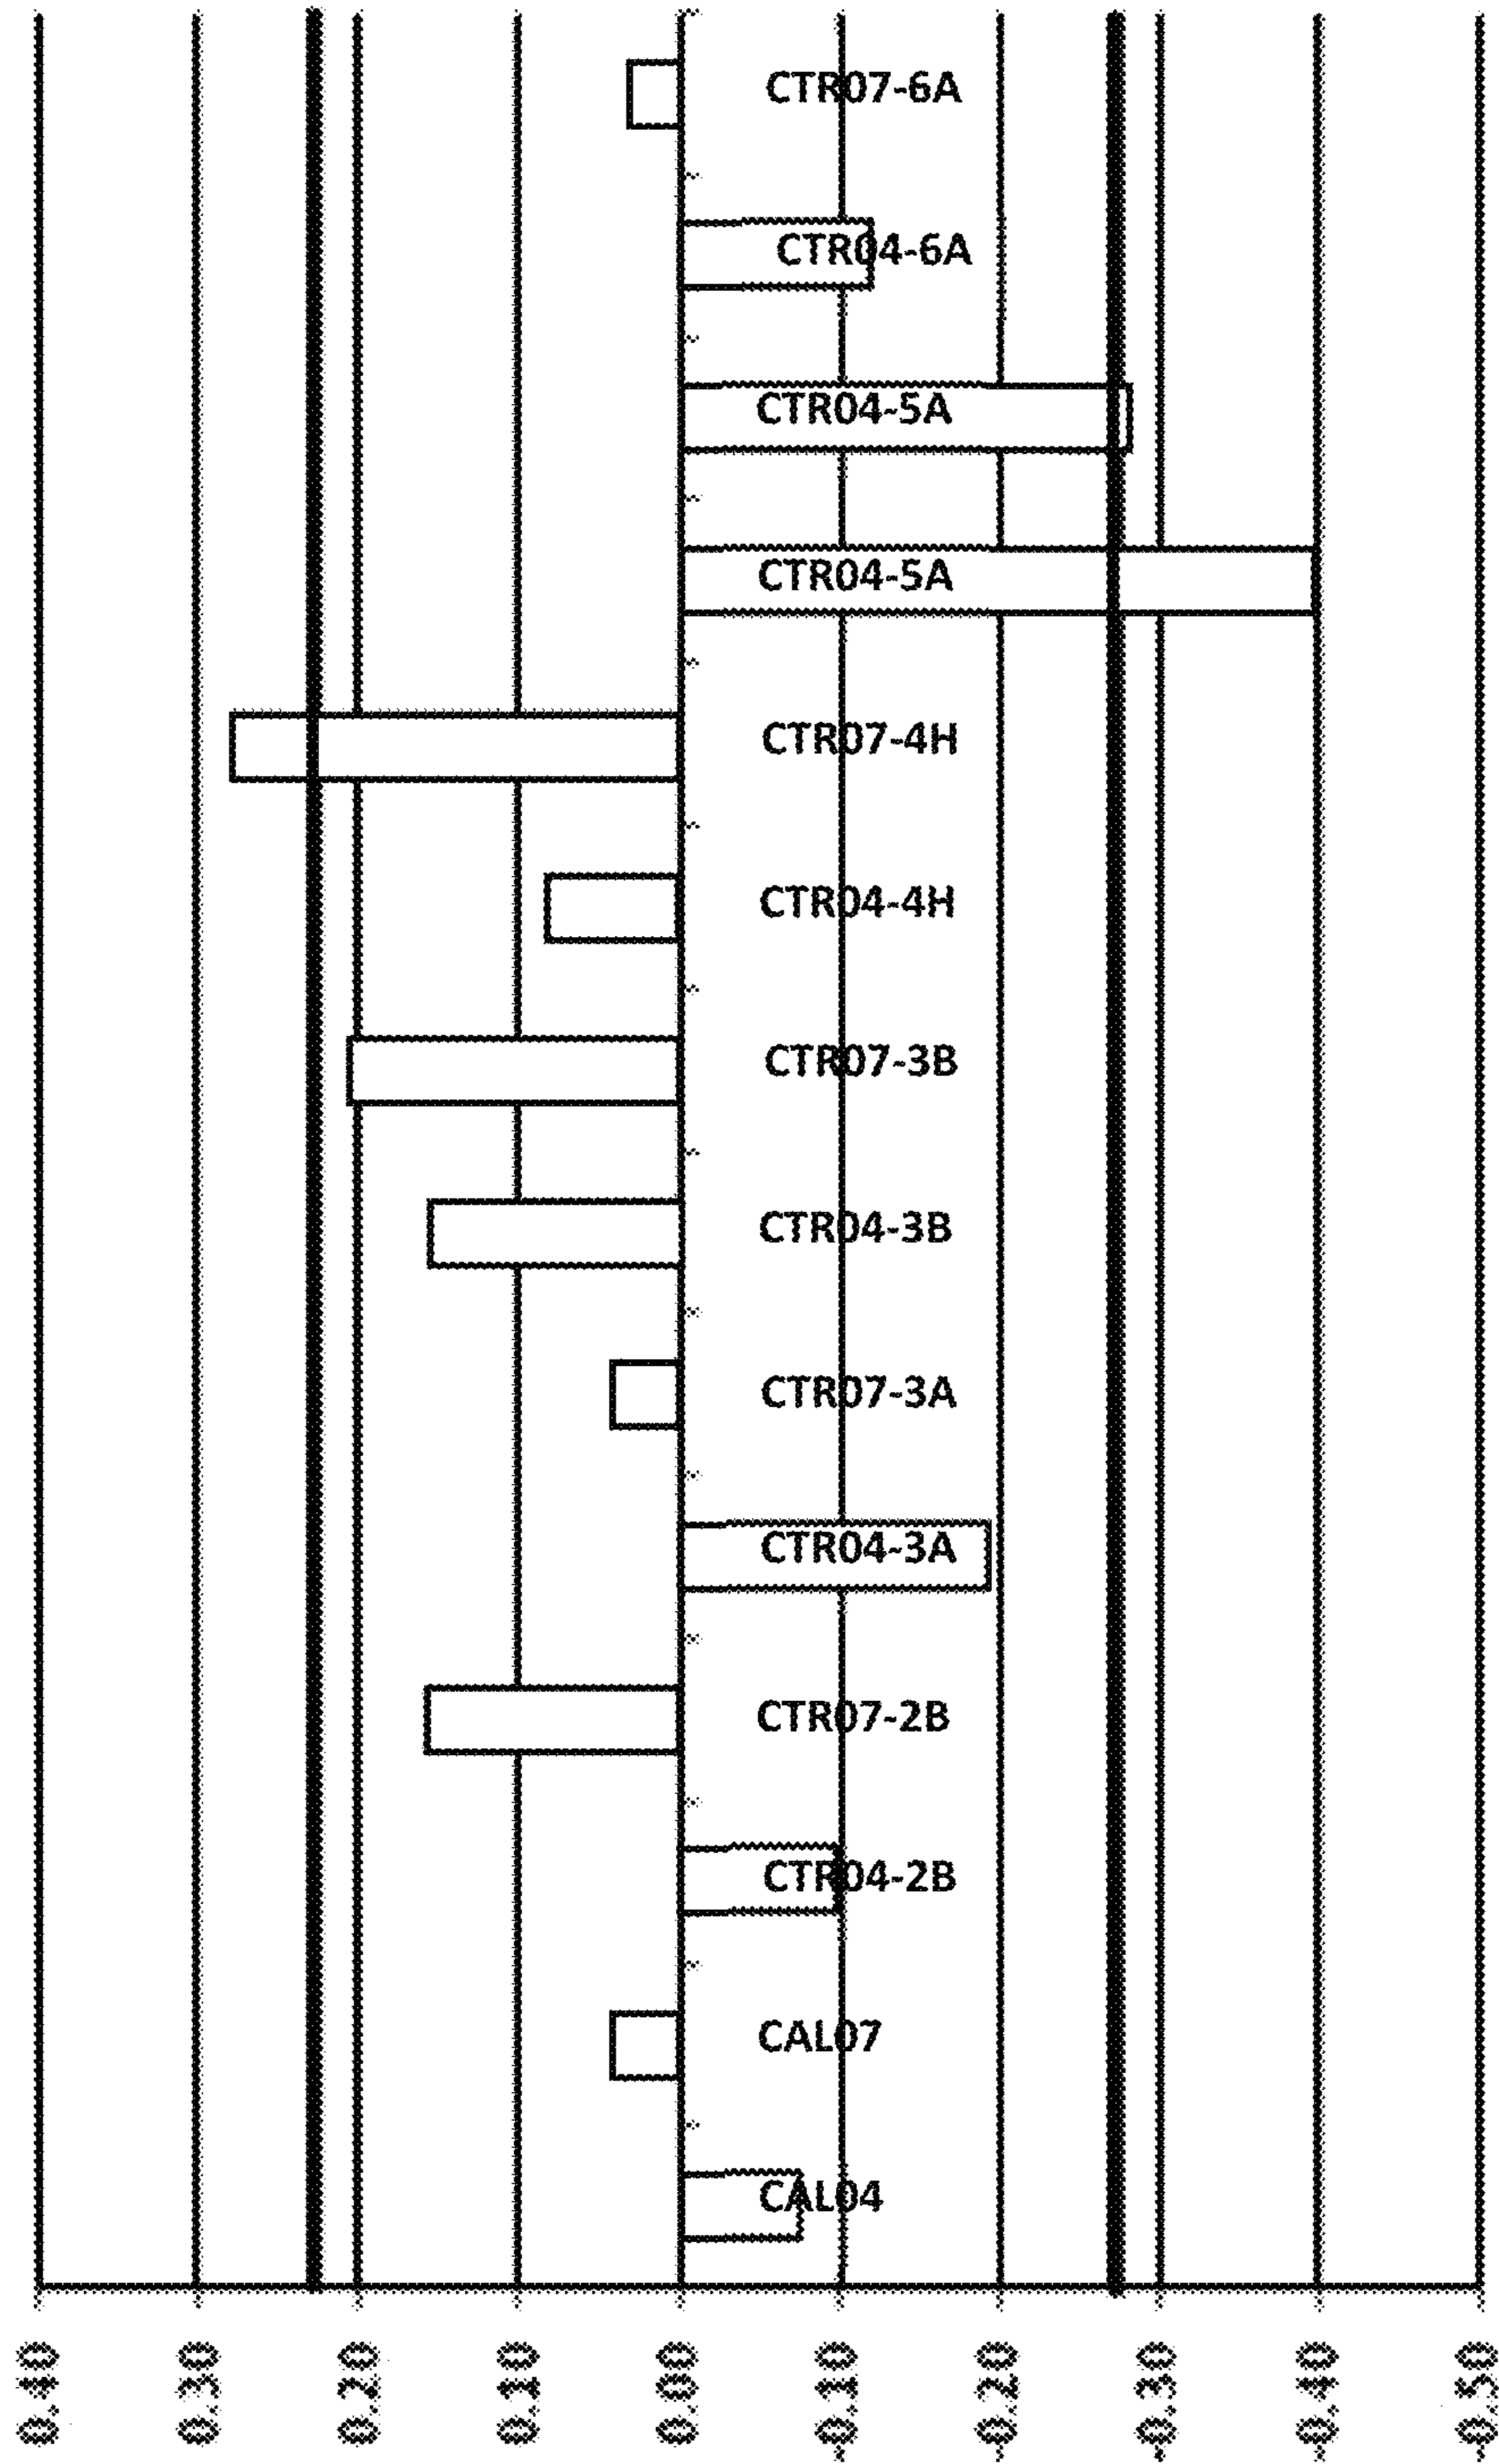 CTR07-6A
CTR04-6A
CTR04-5A
CTR04-5A
CTR07-4H
CTR04-4H
CTR07-3B
CTR04-3B
CTR07-3A
CTR04-3A
CTR07-2B
CTR04-2B
CAL07
CAL04
0.40
0.30
0.20
0.10
0.00
-0.10
-0.20
-0.30
-0.40
-0.50